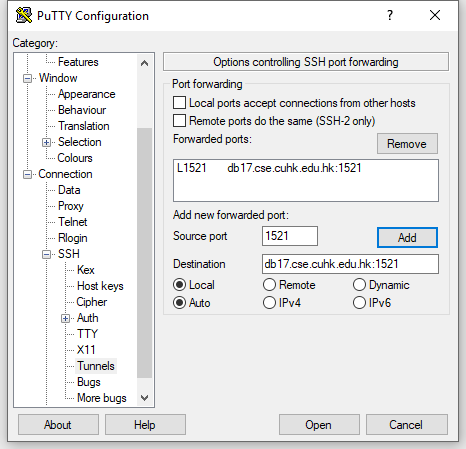 PuTTY Configuration
Category:
Features
Window
Appearance
Behaviour
Translation
Selection
Colours
Connection
Data
Proxy
Telnet
Rlogin
SSH
Kex
Host keys
Cipher
Auth
TTY
X11
Tunnels
Bugs
More bugs
Options controlling SSH port forwarding
Port forwarding
Local ports accept connections from other hosts
Remote ports do the same (SSH-2 only)
Forwarded ports:
Remove
L1521 db17.cse.cuhk.edu.hk:1521
Add new forwarded port:
Source port 1521 Add
Destination db17.cse.cuhk.edu.hk:1521
Local Remote Dynamic
Auto IPv4 IPv6
About Help Open Cancel